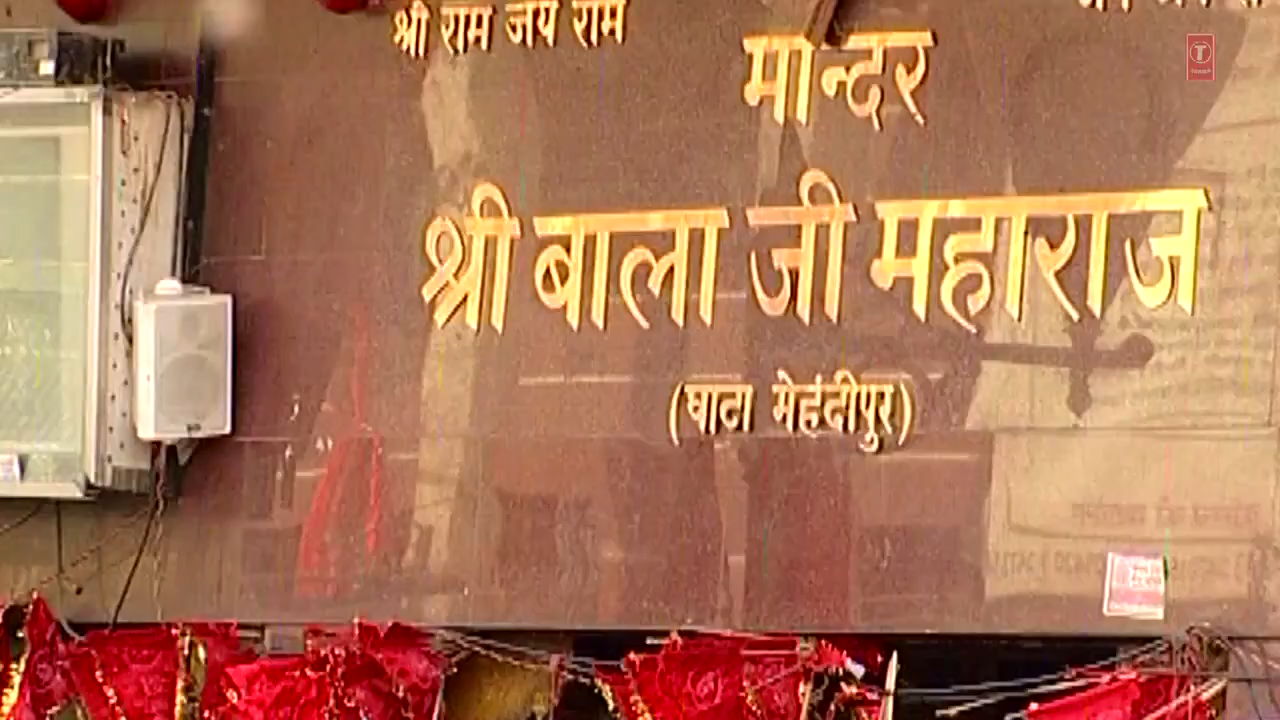 श्री राम जय राम
मन्दिर
श्री बाला जी महाराज
(घाटा मेहंदीपुर)